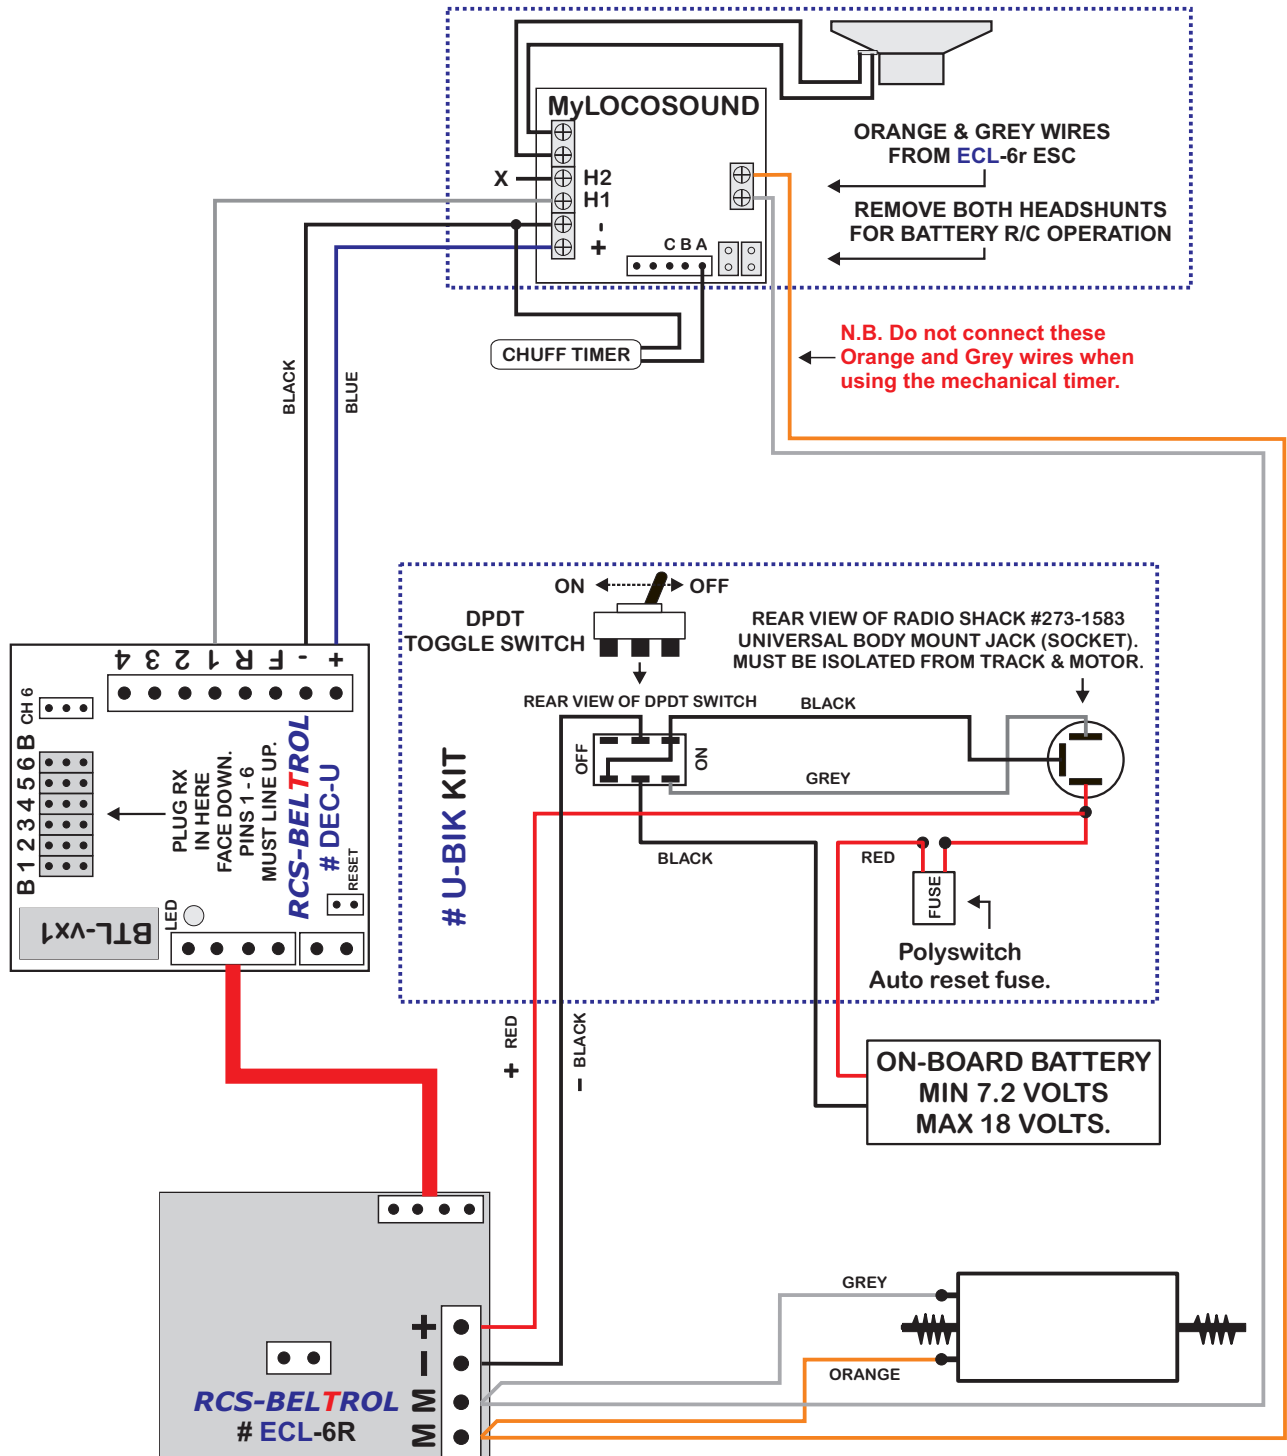 MyLOCOSOUND
ORANGE & GREY WIRES
FROM ECL-6r ESC
X
H2
H1
-
+
REMOVE BOTH HEADSHUNTS
FOR BATTERY R/C OPERATION
C B A
CHUFF TIMER
N.B. Do not connect these
Orange and Grey wires when
using the mechanical timer.
BLACK
BLUE
ON
OFF
DPDT
TOGGLE SWITCH
REAR VIEW OF RADIO SHACK #273-1583
UNIVERSAL BODY MOUNT JACK (SOCKET).
MUST BE ISOLATED FROM TRACK & MOTOR.
REAR VIEW OF DPDT SWITCH
BLACK
OFF
ON
GREY
# U-BIK KIT
BLACK
RED
FUSE
Polyswitch
Auto reset fuse.
4 3 2 1 R F - +
CH 6
B 1 2 3 4 5 6 B
PLUG RX
IN HERE
FACE DOWN.
PINS 1 - 6
MUST LINE UP.
RCS-BELTROL
# DEC-U
RESET
LED
BTL-vx1
+ RED
- BLACK
ON-BOARD BATTERY
MIN 7.2 VOLTS
MAX 18 VOLTS.
GREY
ORANGE
+
-
M
M
RCS-BELTROL
# ECL-6R